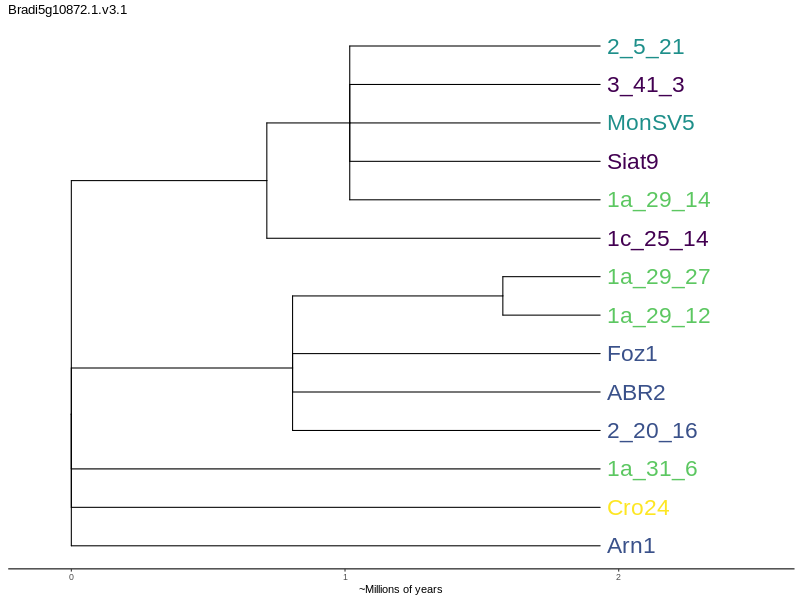 Bradi5g10872.1.v3.1
2_5_21
3_41_3
MonSV5
Siat9
1a_29_14
1c_25_14
1a_29_27
1a_29_12
Foz1
ABR2
2_20_16
1a_31_6
Cro24
Arn1
0 1 2
~Millions of years